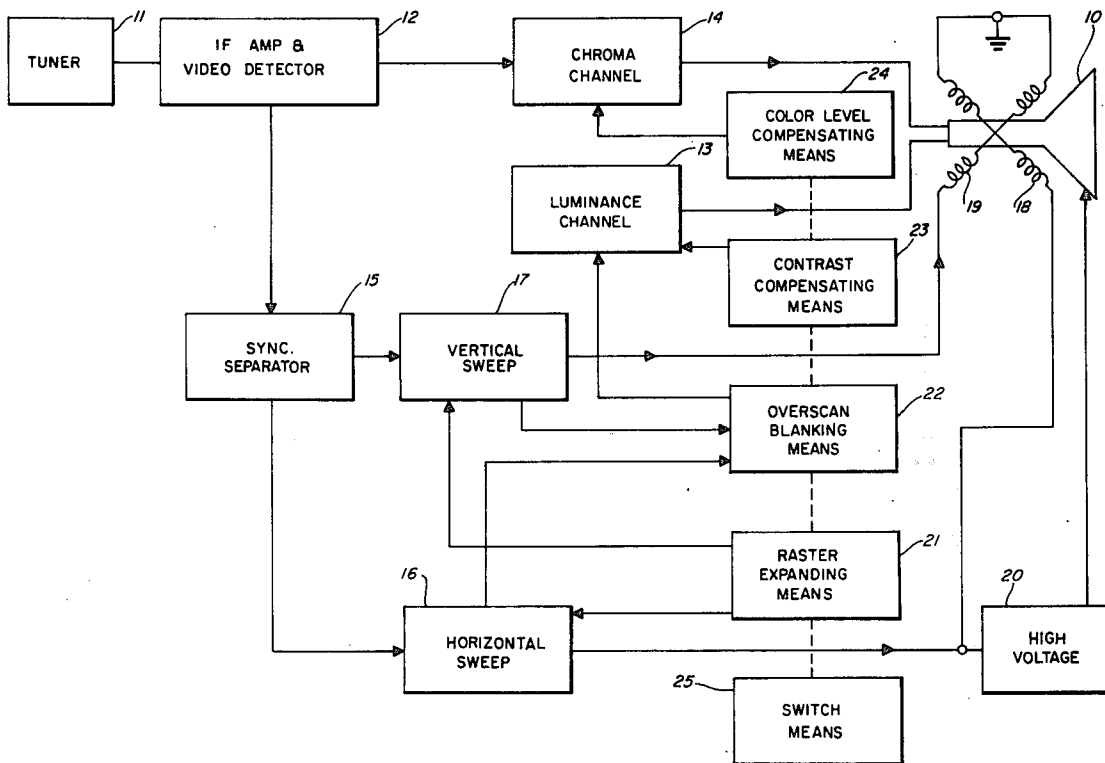 11
TUNER
12
IF AMP &
VIDEO DETECTOR
14
CHROMA
CHANNEL
10
24
COLOR LEVEL
COMPENSATING
MEANS
13
LUMINANCE
CHANNEL
19
18
23
CONTRAST
COMPENSATING
MEANS
15
SYNC.
SEPARATOR
17
VERTICAL
SWEEP
22
OVERSCAN
BLANKING
MEANS
21
RASTER
EXPANDING
MEANS
16
HORIZONTAL
SWEEP
20
HIGH
VOLTAGE
25
SWITCH
MEANS